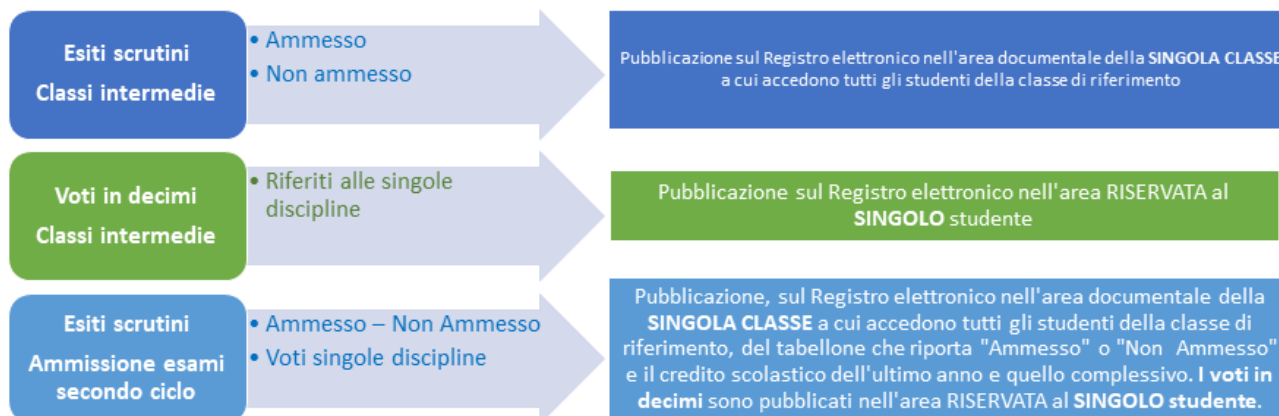 Esiti scrutini
Classi intermedie
• Ammesso
• Non ammesso
Pubblicazione sul Registro elettronico nell'area documentale della SINGOLA CLASSE
a cui accedono tutti gli studenti della classe di riferimento
Voti in decimi
Classi intermedie
• Riferiti alle singole
discipline
Pubblicazione sul Registro elettronico nell'area RISERVATA al
SINGOLO studente
Esiti scrutini
Ammissione esami
secondo ciclo
• Ammesso – Non Ammesso
• Voti singole discipline
Pubblicazione, sul Registro elettronico nell'area documentale della
SINGOLA CLASSE a cui accedono tutti gli studenti della classe di
riferimento, del tabellone che riporta "Ammesso" o "Non Ammesso"
e il credito scolastico dell'ultimo anno e quello complessivo. I voti in
decimi sono pubblicati nell'area RISERVATA al SINGOLO studente.